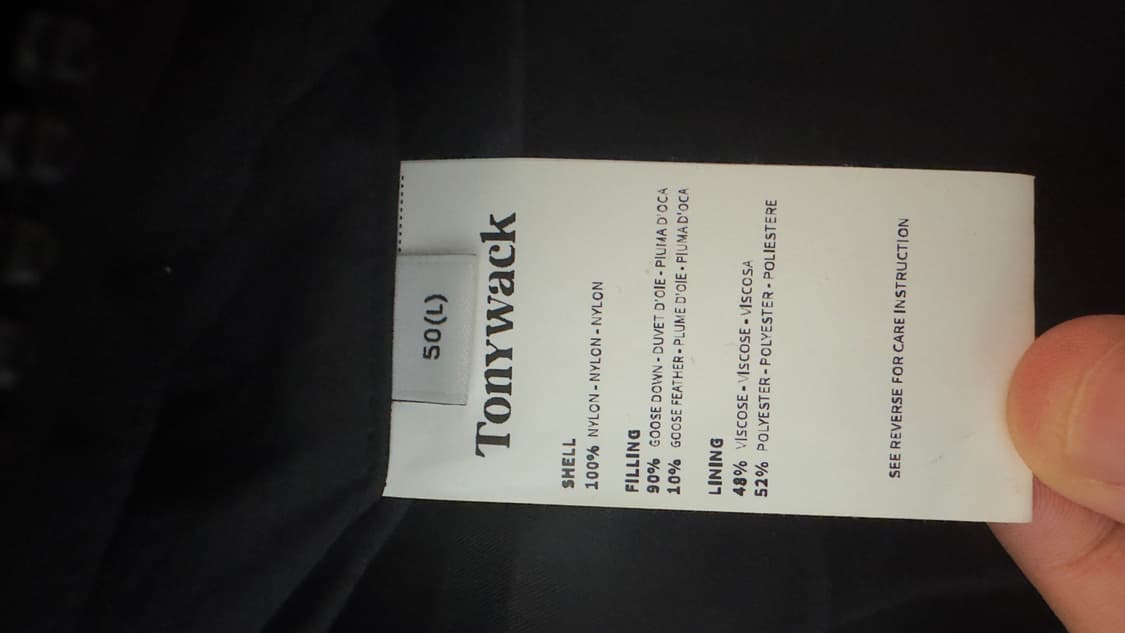 50(L)
Tonywack
SHELL
100% NYLON - NYLON - NYLON
FILLING
90% GOOSE DOWN - DUVET D'OIE - PIUMA D'OCA
10% GOOSE FEATHER - PLUME D'OIE - PIUMA D'OCA
LINING
48% VISCOSE - VISCOSE - VISCOSA
52% POLYESTER - POLYESTER - POLIESTERE
SEE REVERSE FOR CARE INSTRUCTION